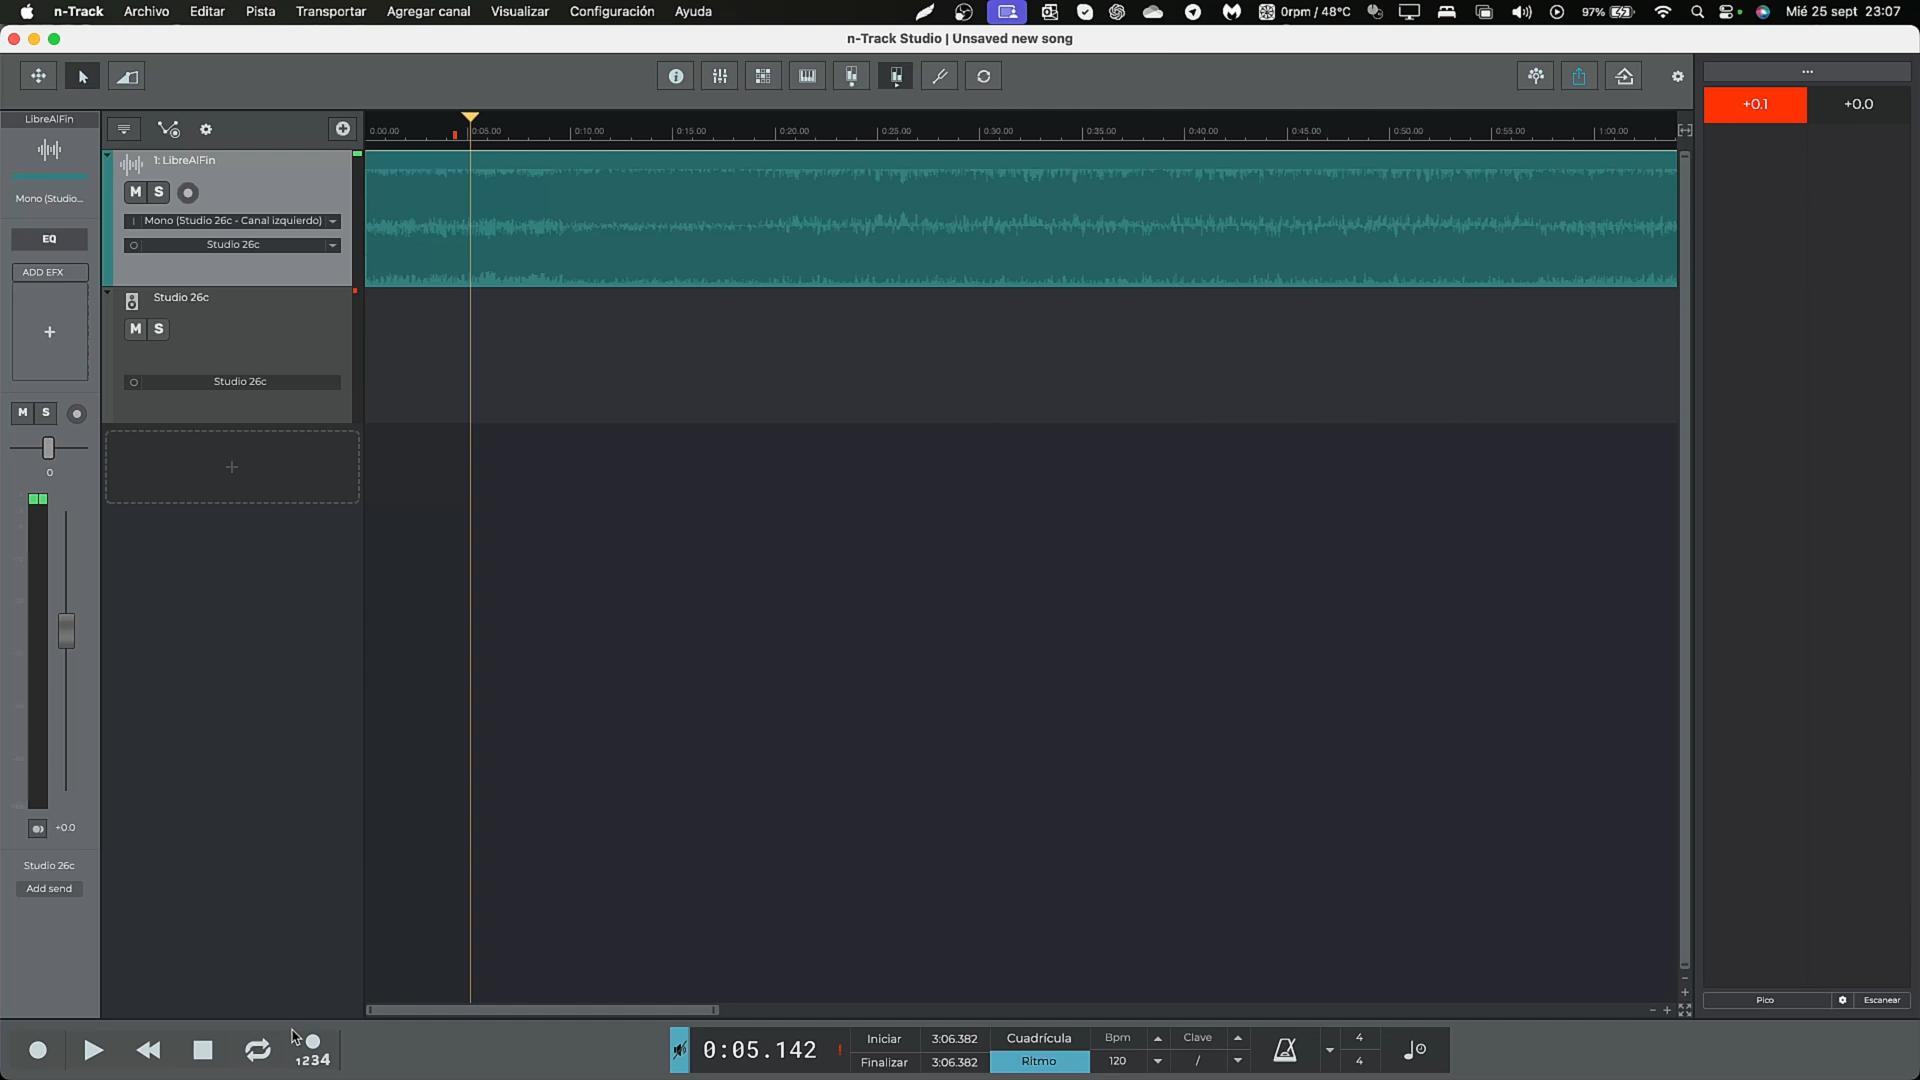 n-Track Archivo Editar Pista Transportar Agregar canal Visualizar Configuración Ayuda 0rpm / 48°C 97% Mié 25 sept 23:07
n-Track Studio | Unsaved new song
...
+0.1 +0.0
LibreAlFin
0:00.00 0:05.00 0:10.00 0:15.00 0:20.00 0:25.00 0:30.00 0:35.00 0:40.00 0:45.00 0:50.00 0:55.00 1:00.00
1: LibreAlFin
M S
Mono (Studio...
Mono (Studio 26c - Canal izquierdo)
EQ
Studio 26c
ADD EFX
+
Studio 26c
M S
Studio 26c
M S
+
0
+0.0
Studio 26c
Add send
Pico Escanear
1234
0:05.142
Iniciar 3:06.382
Finalizar 3:06.382
Cuadrícula
Ritmo
Bpm
120
Clave
/
4
4